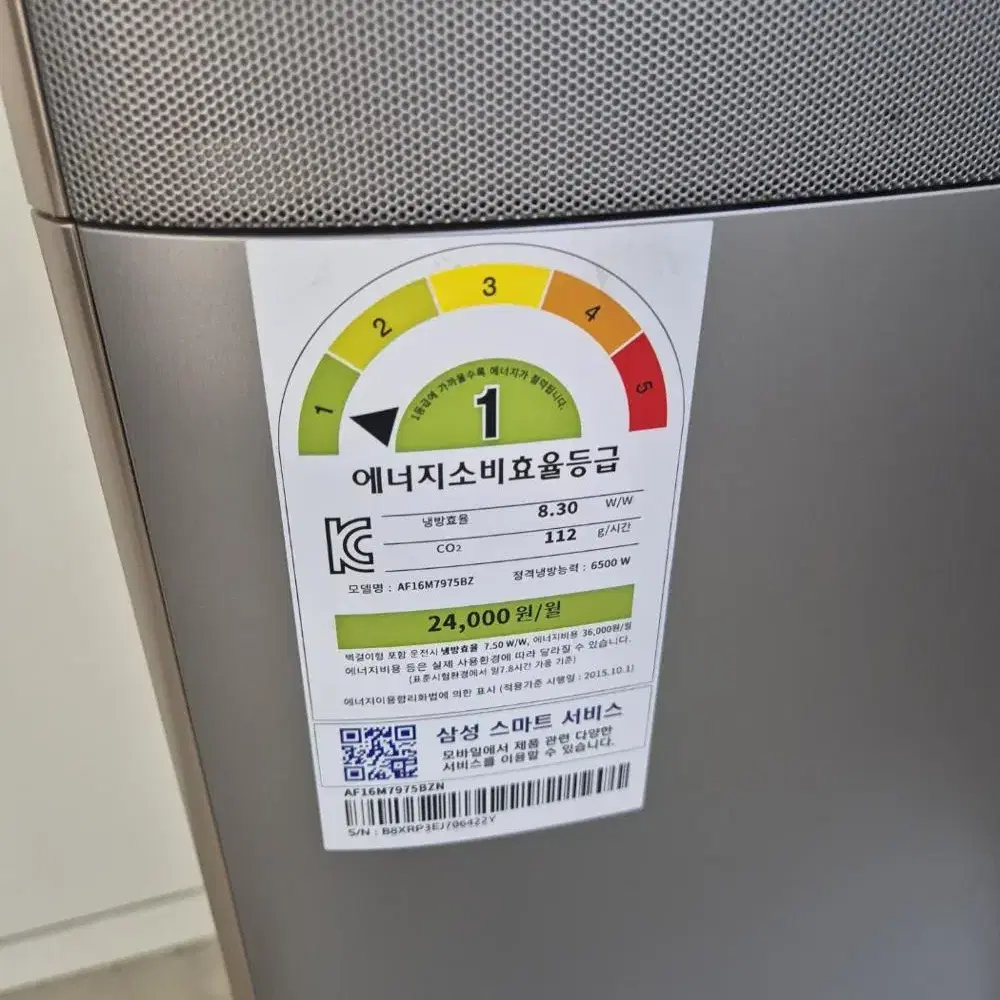 1 2 3 4 5
1등급에 가까울수록 에너지가 절약됩니다.
1
에너지소비효율등급
냉방효율 8.30 W/W
CO₂ 112 g/시간
모델명 : AF16M7975BZ 정격냉방능력 : 6500 W
24,000 원/월
벽걸이형 포함 운전시 냉방효율 7.50 W/W, 에너지비용 36,000원/월
에너지비용 등은 실제 사용환경에 따라 달라질 수 있습니다.
(표준시험환경에서 일7.8시간 가동 기준)
에너지이용합리화법에 의한 표시 (적용기준 시행일 : 2015.10.1)
삼성 스마트 서비스
모바일에서 제품 관련 다양한
서비스를 이용할 수 있습니다.
AF16M7975BZN
S/N : B8XRP3EJ706422Y